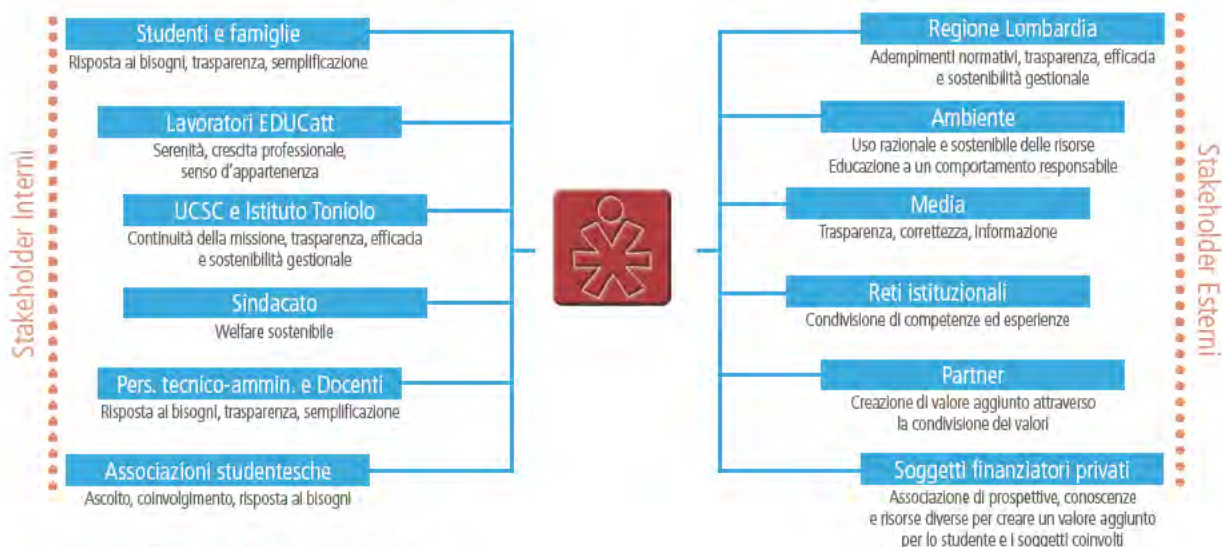 Stakeholder Interni
Studenti e famiglie
Risposta ai bisogni, trasparenza, semplificazione
Lavoratori EDUCatt
Serenità, crescita professionale,
senso d'appartenenza
UCSC e Istituto Toniolo
Continuità della missione, trasparenza, efficacia
e sostenibilità gestionale
Sindacato
Welfare sostenibile
Pers. tecnico-ammin. e Docenti
Risposta ai bisogni, trasparenza, semplificazione
Associazioni studentesche
Ascolto, coinvolgimento, risposta ai bisogni
Regione Lombardia
Adempimenti normativi, trasparenza, efficacia
e sostenibilità gestionale
Ambiente
Uso razionale e sostenibile delle risorse
Educazione a un comportamento responsabile
Media
Trasparenza, correttezza, informazione
Reti istituzionali
Condivisione di competenze ed esperienze
Partner
Creazione di valore aggiunto attraverso
la condivisione dei valori
Soggetti finanziatori privati
Associazione di prospettive, conoscenze
e risorse diverse per creare un valore aggiunto
per lo studente e i soggetti coinvolti
Stakeholder Esterni